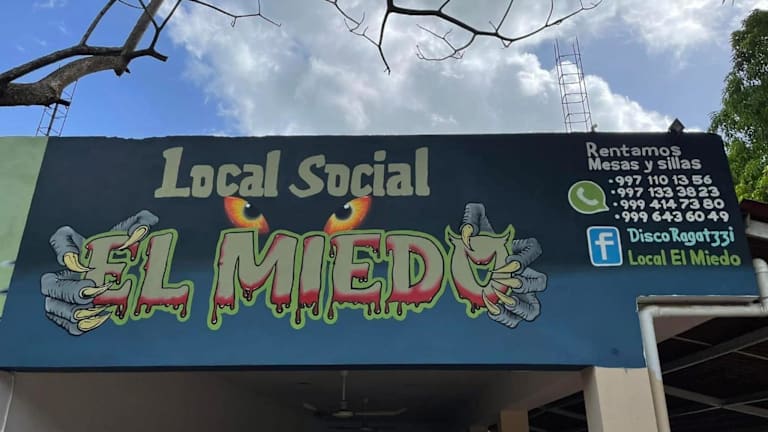 Local Social
EL MIEDO
Rentamos
Mesas y sillas
·997 110 13 56
·997 133 38 23
·999 414 73 80
·999 643 60 49
f
DiscoRagatzzi
Local El Miedo